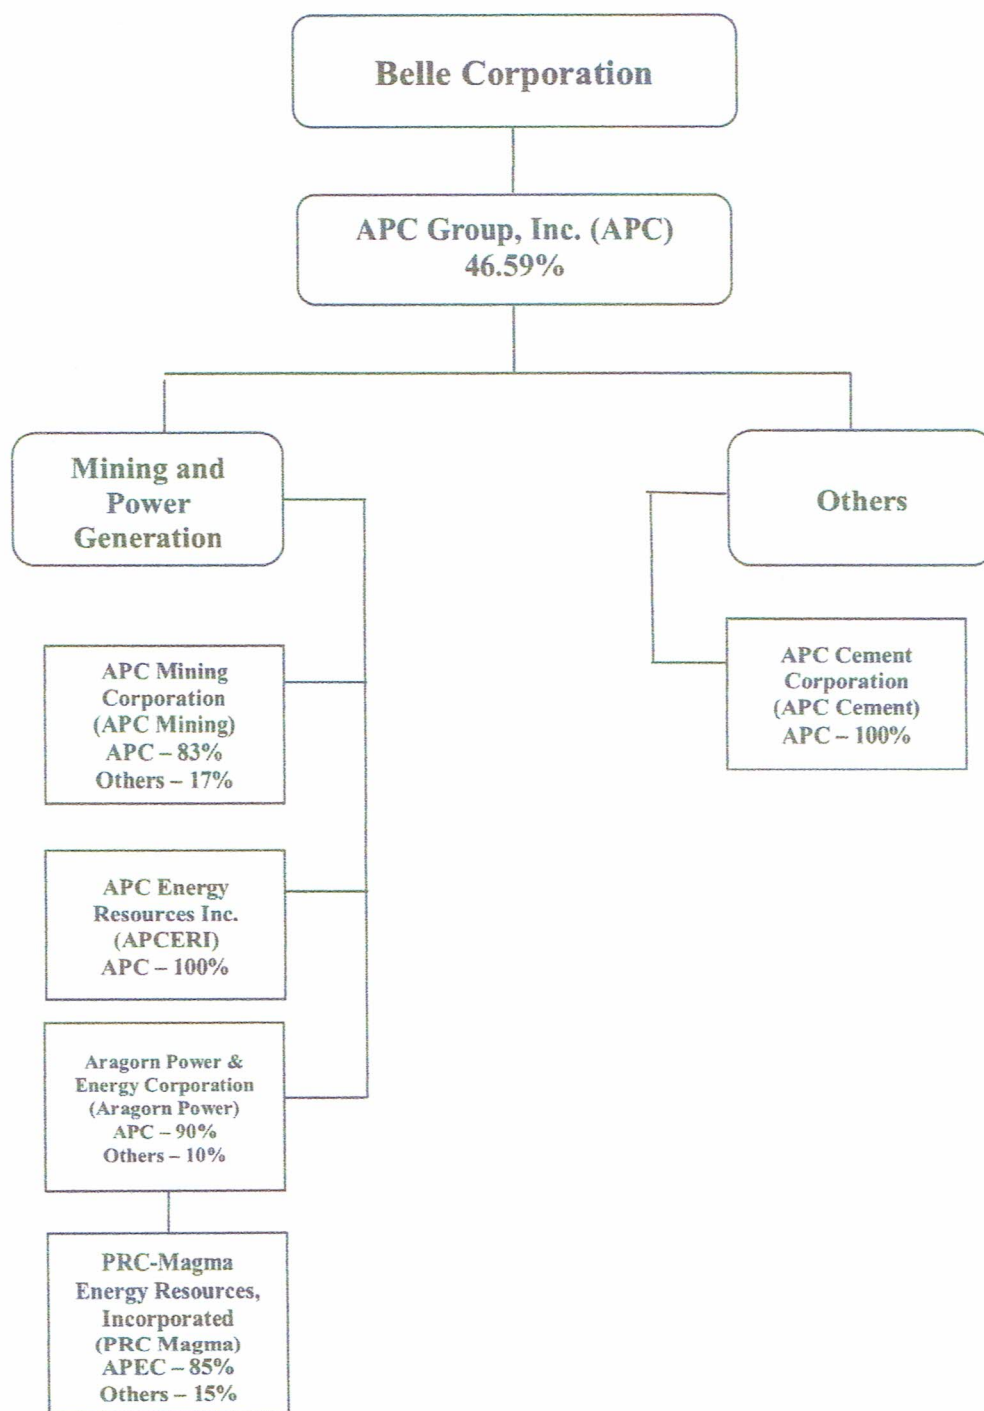 Belle Corporation
APC Group, Inc. (APC)
46.59%
Mining and
Power
Generation
Others
APC Mining
Corporation
(APC Mining)
APC – 83%
Others – 17%
APC Cement
Corporation
(APC Cement)
APC – 100%
APC Energy
Resources Inc.
(APCERI)
APC – 100%
Aragorn Power &
Energy Corporation
(Aragorn Power)
APC – 90%
Others – 10%
PRC-Magma
Energy Resources,
Incorporated
(PRC Magma)
APEC – 85%
Others – 15%